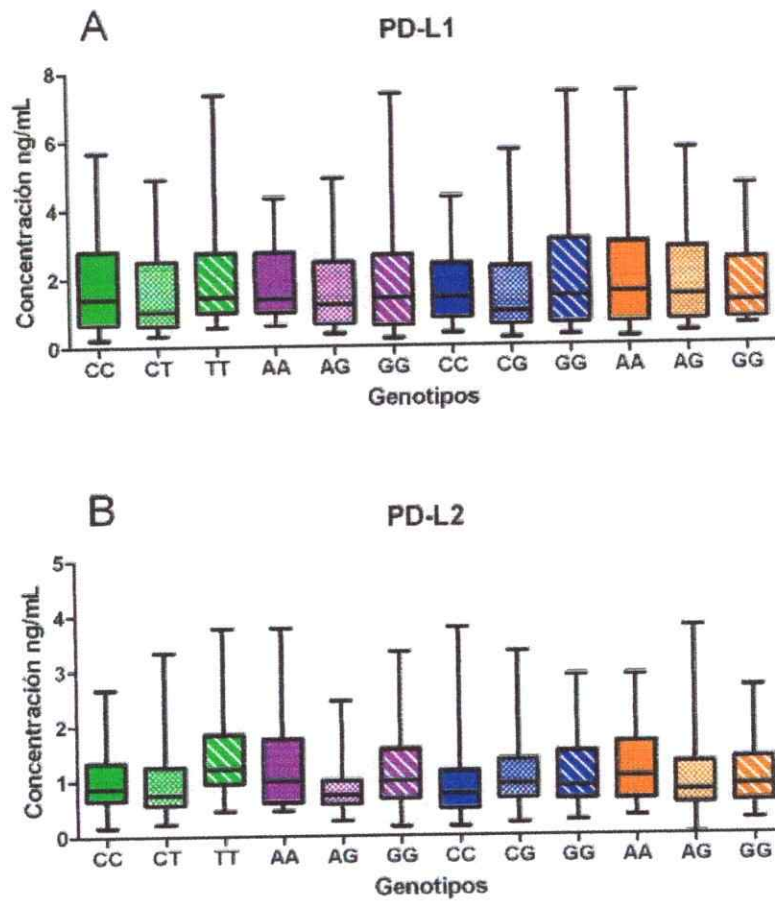 A
PD-L1
Concentración ng/mL
8
6
4
2
0
CC CT TT AA AG GG CC CG GG AA AG GG
Genotipos
B
PD-L2
Concentración ng/mL
5
4
3
2
1
0
CC CT TT AA AG GG CC CG GG AA AG GG
Genotipos